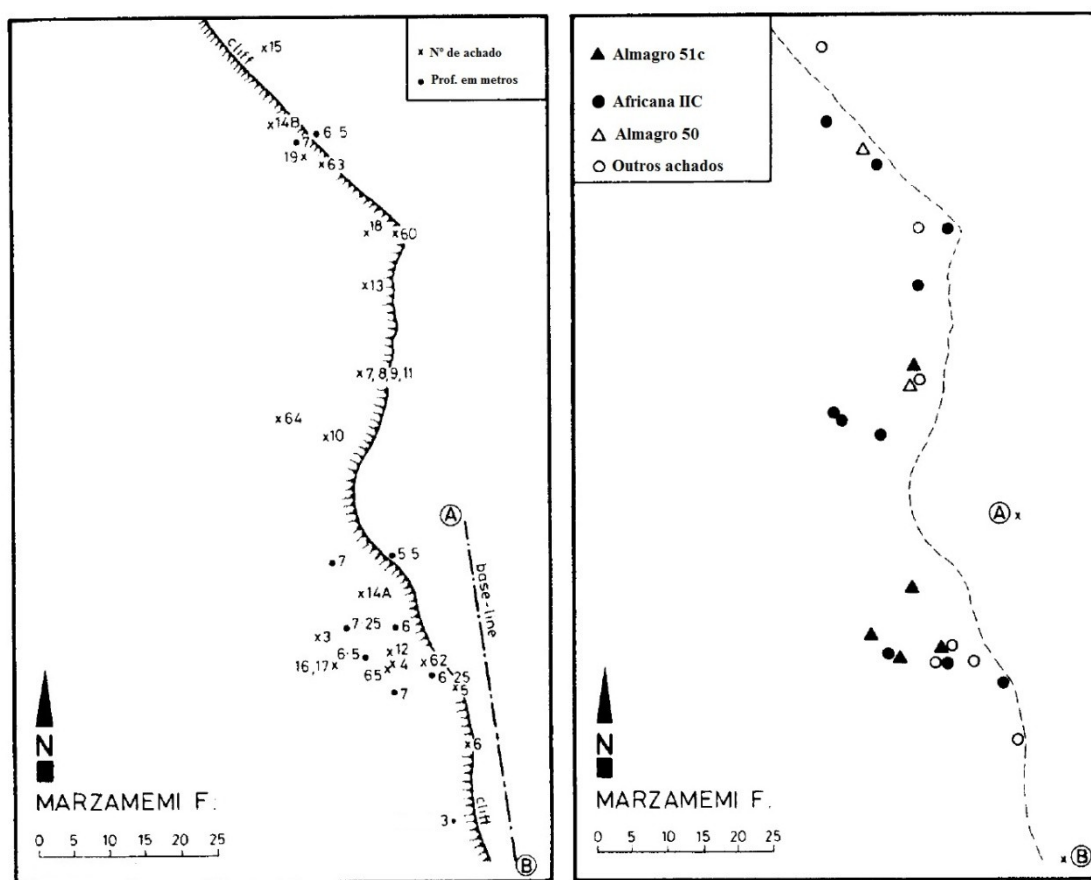 x Nº de achado
• Prof. em metros
cliff
x15
x14B
6·5
7
19x
x63
x18
x60
x13
x7,8,9,11
x64
x10
A
5·5
7
base-line
x14A
7·25
6
x3
x12
6·5
16,17x
x4
x62
65x
6·25
x5
7
x6
3
cliff
B
N
MARZAMEMI F.
0 5 10 15 20 25
Almagro 51c
Africana IIC
Almagro 50
Outros achados
A x
N
MARZAMEMI F.
0 5 10 15 20 25
x B